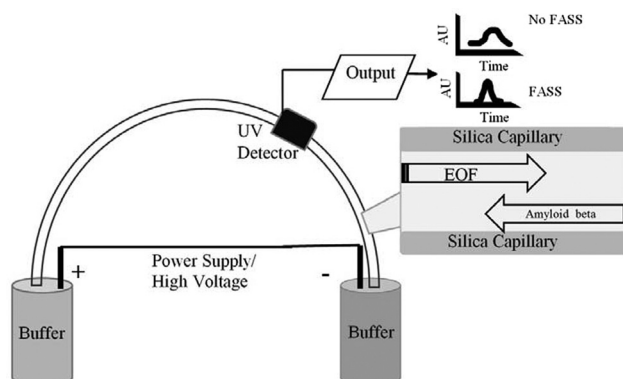 AU
No FASS
Time
Output
AU
FASS
Time
UV
Detector
Silica Capillary
EOF
Amyloid beta
Silica Capillary
+
Power Supply/
High Voltage
-
Buffer
Buffer